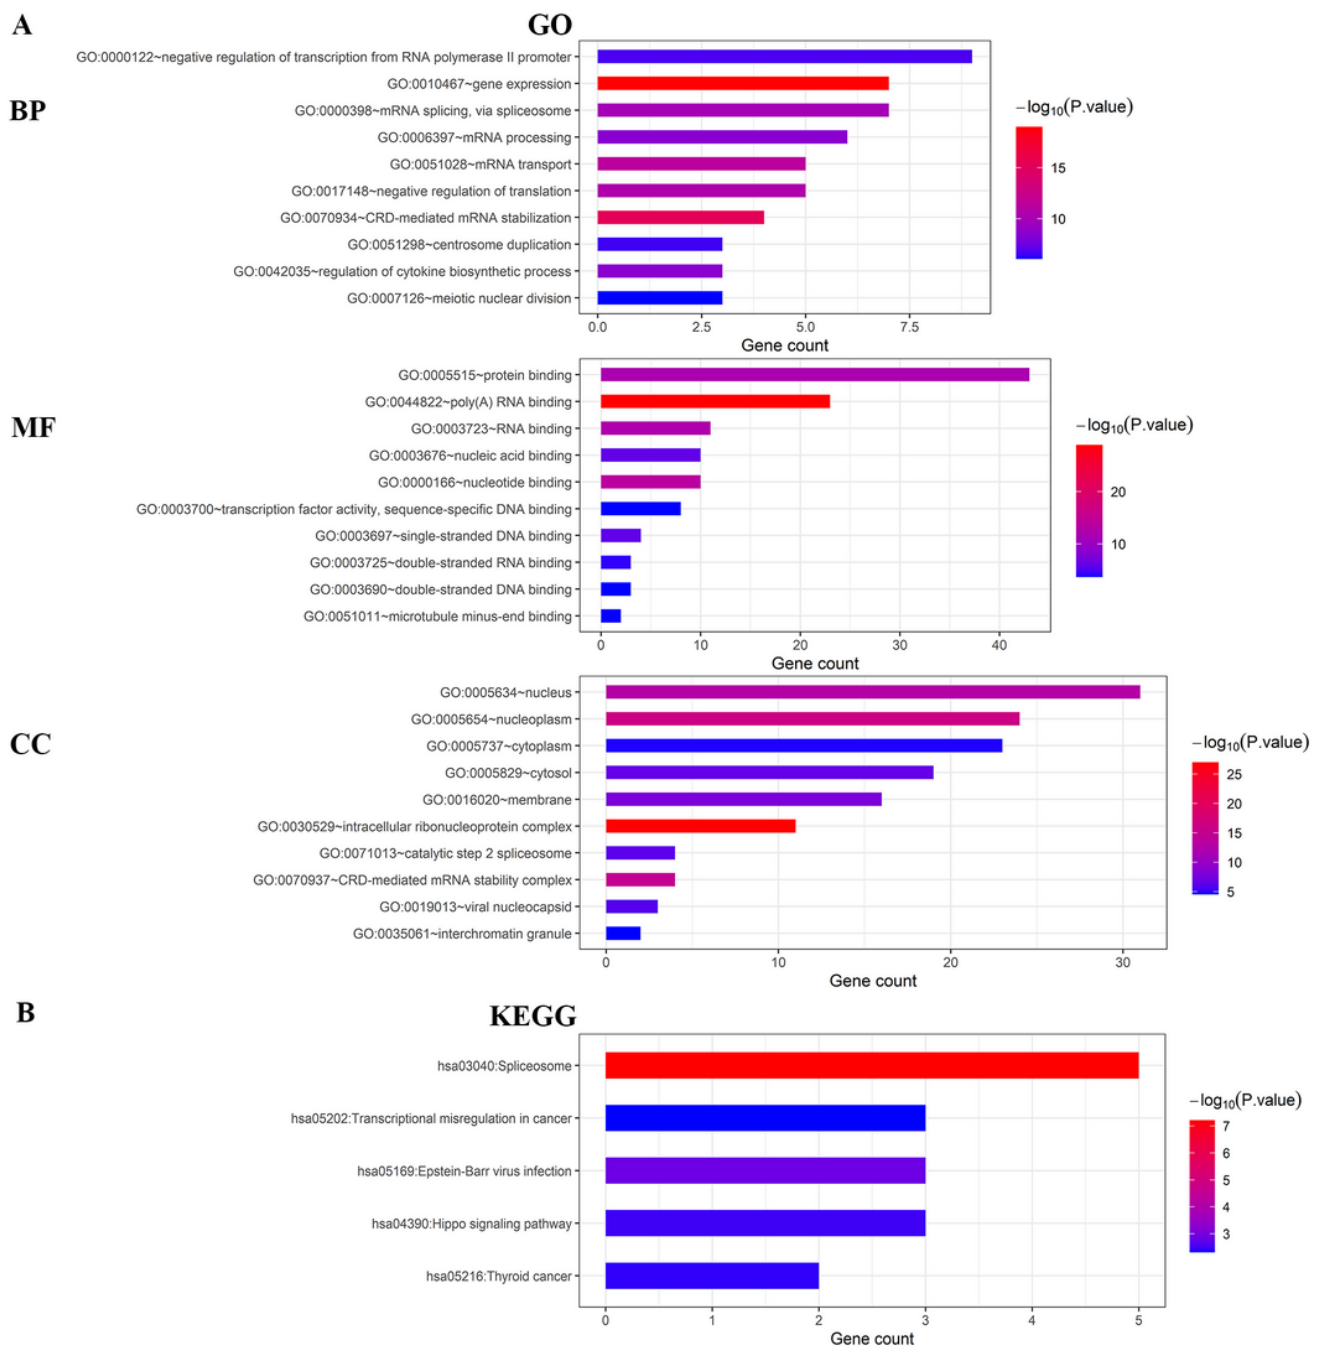 A
GO
BP
GO:0000122~negative regulation of transcription from RNA polymerase II promoter
GO:0010467~gene expression
GO:0000398~mRNA splicing, via spliceosome
GO:0006397~mRNA processing
GO:0051028~mRNA transport
GO:0017148~negative regulation of translation
GO:0070934~CRD-mediated mRNA stabilization
GO:0051298~centrosome duplication
GO:0042035~regulation of cytokine biosynthetic process
GO:0007126~meiotic nuclear division
0.0 2.5 5.0 7.5
Gene count
−log10(P.value)
15
10
MF
GO:0005515~protein binding
GO:0044822~poly(A) RNA binding
GO:0003723~RNA binding
GO:0003676~nucleic acid binding
GO:0000166~nucleotide binding
GO:0003700~transcription factor activity, sequence-specific DNA binding
GO:0003697~single-stranded DNA binding
GO:0003725~double-stranded RNA binding
GO:0003690~double-stranded DNA binding
GO:0051011~microtubule minus-end binding
0 10 20 30 40
Gene count
−log10(P.value)
20
10
CC
GO:0005634~nucleus
GO:0005654~nucleoplasm
GO:0005737~cytoplasm
GO:0005829~cytosol
GO:0016020~membrane
GO:0030529~intracellular ribonucleoprotein complex
GO:0071013~catalytic step 2 spliceosome
GO:0070937~CRD-mediated mRNA stability complex
GO:0019013~viral nucleocapsid
GO:0035061~interchromatin granule
0 10 20 30
Gene count
−log10(P.value)
25
20
15
10
5
B
KEGG
hsa03040:Spliceosome
hsa05202:Transcriptional misregulation in cancer
hsa05169:Epstein-Barr virus infection
hsa04390:Hippo signaling pathway
hsa05216:Thyroid cancer
0 1 2 3 4 5
Gene count
−log10(P.value)
7
6
5
4
3